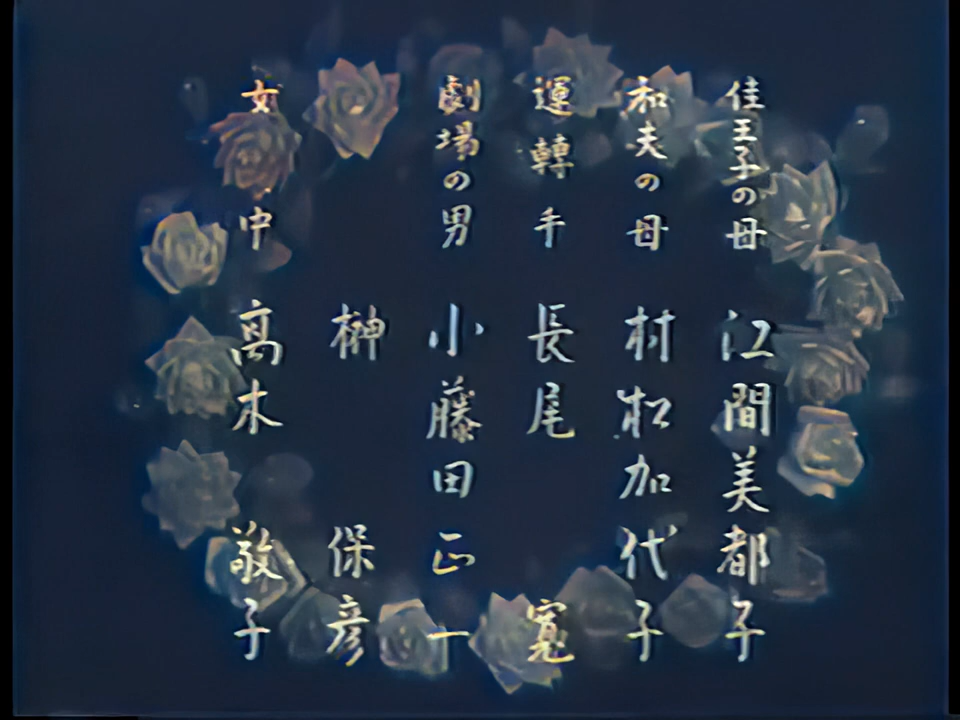 佳王子の母 江間美都子
和夫の母 村松加代子
運轉手 長尾寛
劇場の男 小藤田正一
榊保彦
女中 高木敬子